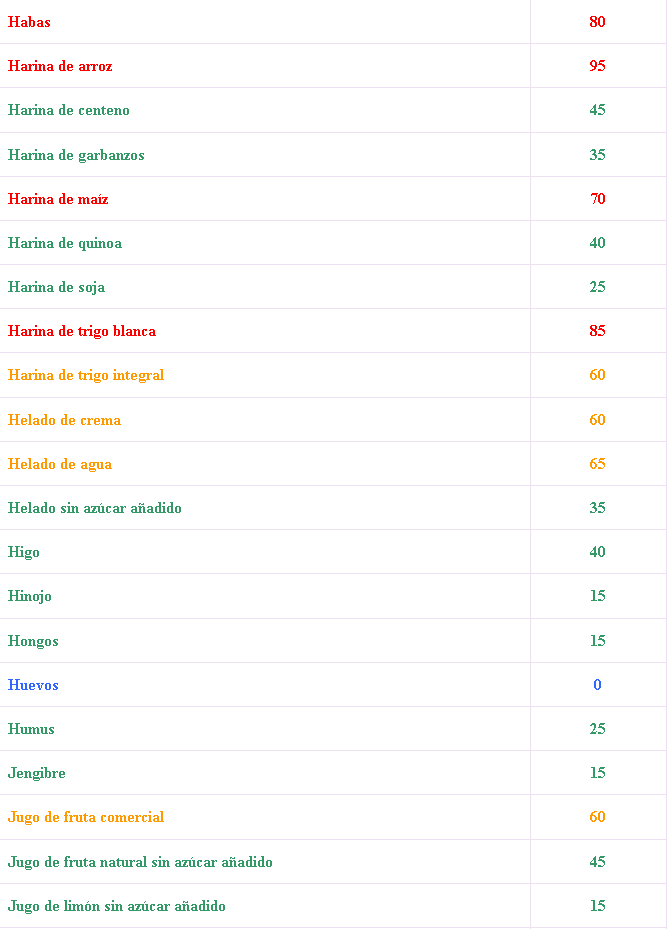 Habas 80
Harina de arroz 95
Harina de centeno 45
Harina de garbanzos 35
Harina de maíz 70
Harina de quinoa 40
Harina de soja 25
Harina de trigo blanca 85
Harina de trigo integral 60
Helado de crema 60
Helado de agua 65
Helado sin azúcar añadido 35
Higo 40
Hinojo 15
Hongos 15
Huevos 0
Humus 25
Jengibre 15
Jugo de fruta comercial 60
Jugo de fruta natural sin azúcar añadido 45
Jugo de limón sin azúcar añadido 15